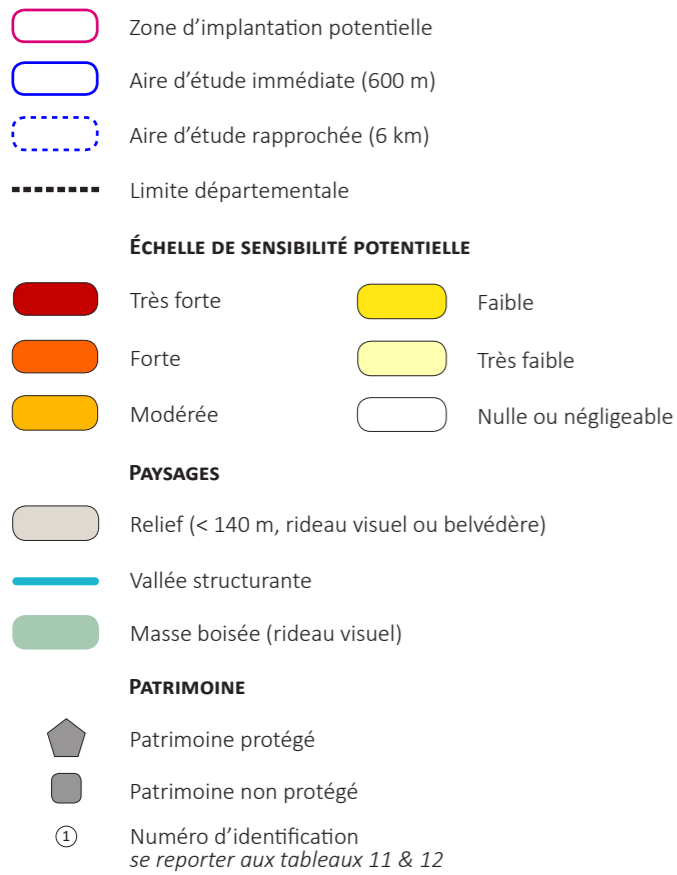 Zone d’implantation potentielle
Aire d’étude immédiate (600 m)
Aire d’étude rapprochée (6 km)
Limite départementale
ÉCHELLE DE SENSIBILITÉ POTENTIELLE
Très forte
Faible
Forte
Très faible
Modérée
Nulle ou négligeable
PAYSAGES
Relief (< 140 m, rideau visuel ou belvédère)
Vallée structurante
Masse boisée (rideau visuel)
PATRIMOINE
Patrimoine protégé
Patrimoine non protégé
1 Numéro d’identification
se reporter aux tableaux 11 & 12